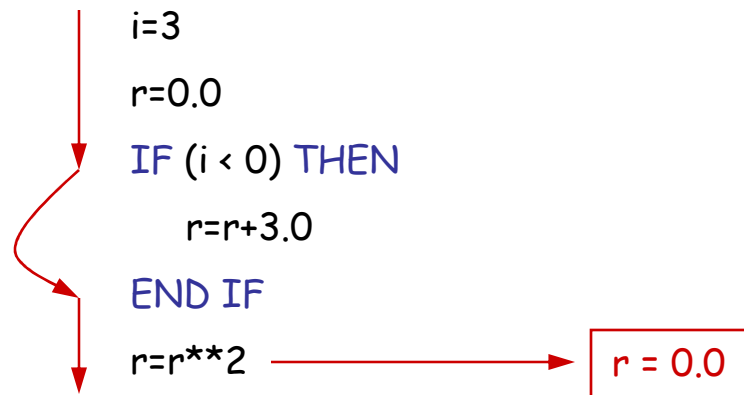 i=3
r=0.0
IF (i < 0) THEN
r=r+3.0
END IF
r=r**2
r = 0.0